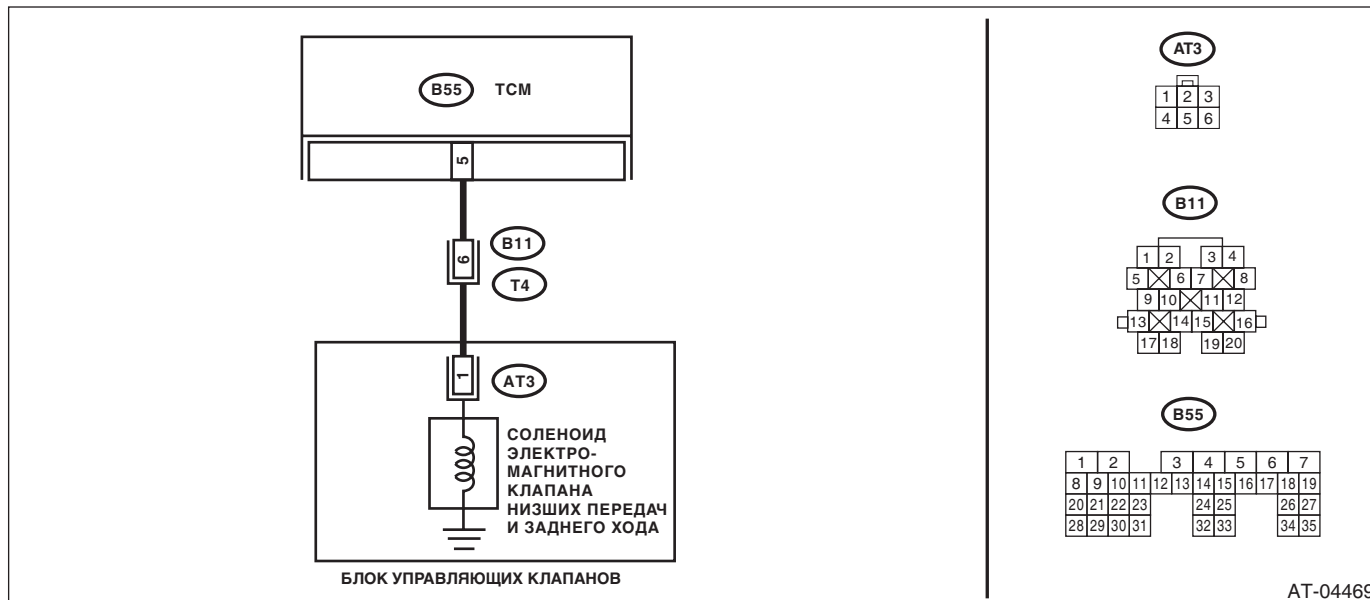 B55 TCM
5
6
B11
T4
1
AT3
СОЛЕНОИД
ЭЛЕКТРО-
МАГНИТНОГО
КЛАПАНА
НИЗШИХ ПЕРЕДАЧ
И ЗАДНЕГО ХОДА
БЛОК УПРАВЛЯЮЩИХ КЛАПАНОВ
AT3
1 2 3
4 5 6
B11
1 2 3 4
5 6 7 8
9 10 11 12
13 14 15 16
17 18 19 20
B55
1 2 3 4 5 6 7
8 9 10 11 12 13 14 15 16 17 18 19
20 21 22 23 24 25 26 27
28 29 30 31 32 33 34 35
AT-04469